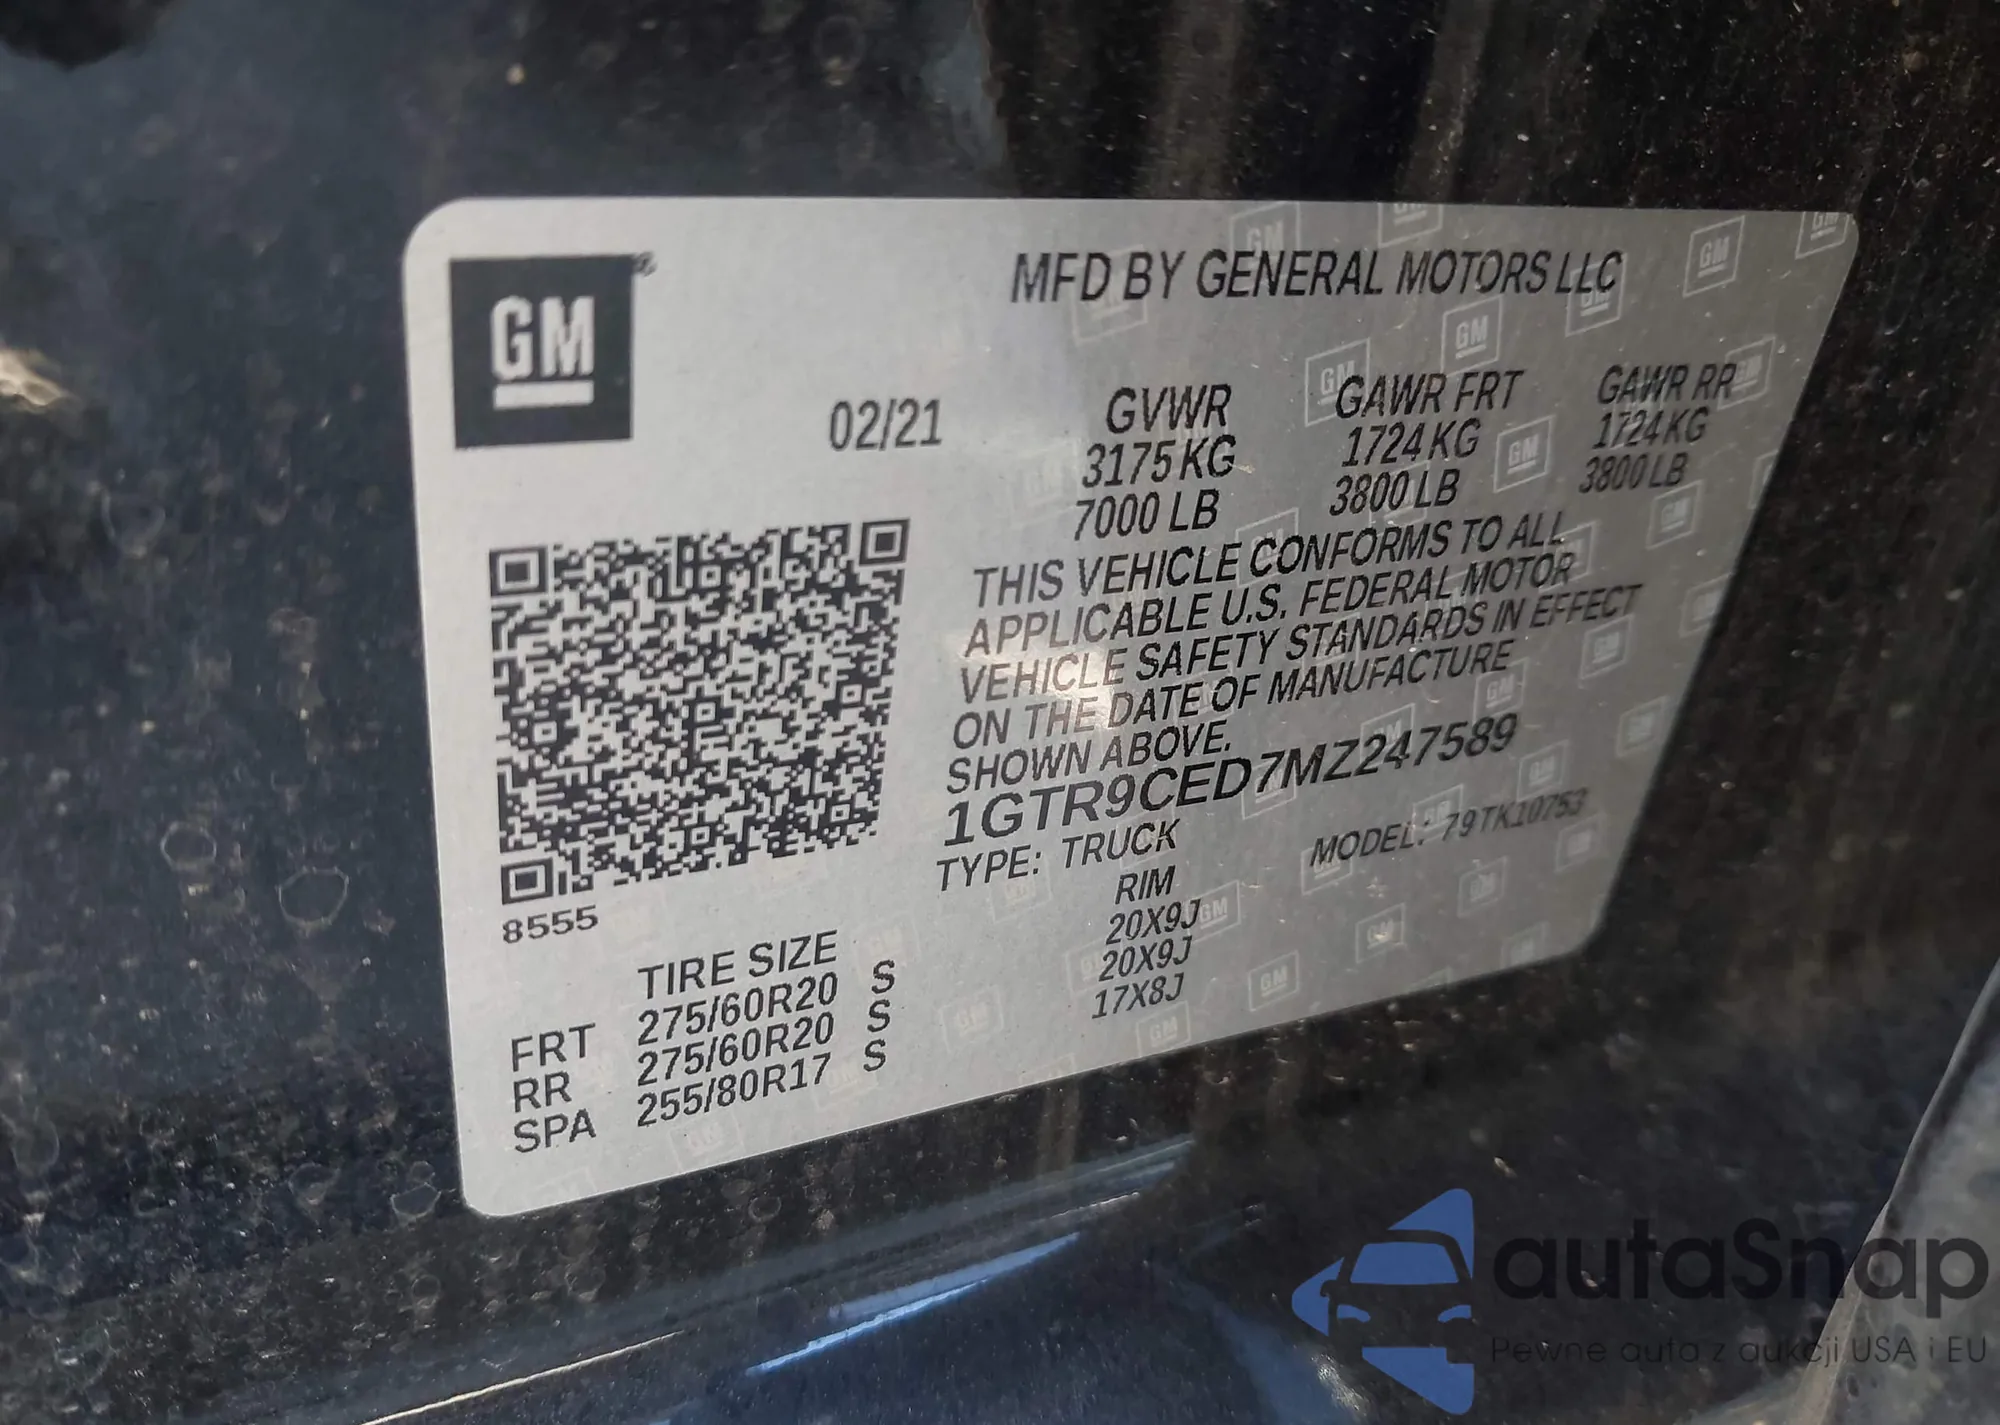 GM
MFD BY GENERAL MOTORS LLC
02/21
GVWR GAWR FRT GAWR RR
3175 KG 1724 KG 1724 KG
7000 LB 3800 LB 3800 LB
THIS VEHICLE CONFORMS TO ALL
APPLICABLE U.S. FEDERAL MOTOR
VEHICLE SAFETY STANDARDS IN EFFECT
ON THE DATE OF MANUFACTURE
SHOWN ABOVE.
1GTR9CED7MZ247589
TYPE: TRUCK MODEL: 79TK10753
8555
TIRE SIZE RIM
FRT 275/60R20 S 20X9J
RR 275/60R20 S 20X9J
SPA 255/80R17 S 17X8J
autaSnap
Pewne auta z aukcji USA i EU